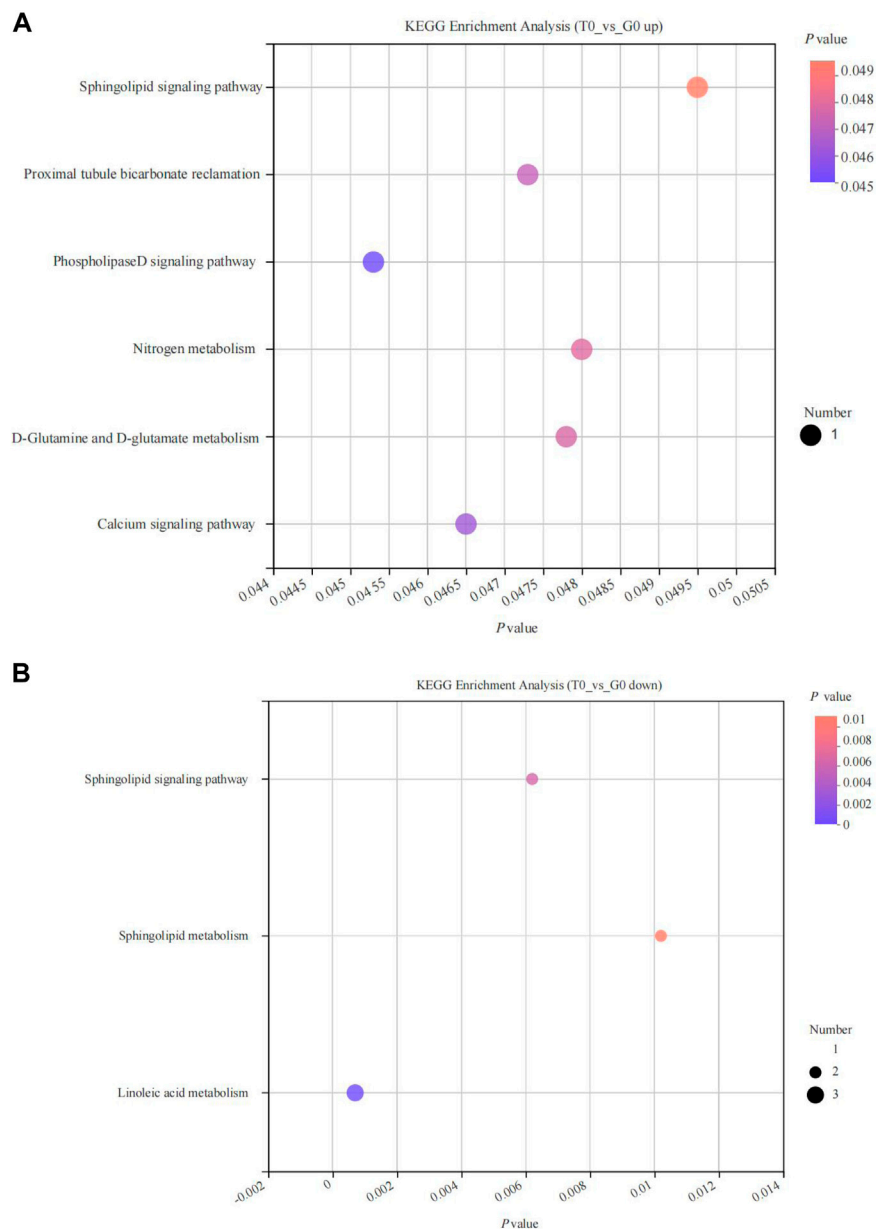 A
KEGG Enrichment Analysis (T0_vs_G0 up)
P value
Sphingolipid signaling pathway
Proximal tubule bicarbonate reclamation
PhospholipaseD signaling pathway
Nitrogen metabolism
D-Glutamine and D-glutamate metabolism
Calcium signaling pathway
0.049
0.048
0.047
0.046
0.045
Number
1
0.044 0.0445 0.045 0.0455 0.046 0.0465 0.047 0.0475 0.048 0.0485 0.049 0.0495 0.05 0.0505
P value
B
KEGG Enrichment Analysis (T0_vs_G0 down)
P value
Sphingolipid signaling pathway
Sphingolipid metabolism
Linoleic acid metabolism
0.01
0.008
0.006
0.004
0.002
0
Number
1
2
3
-0.002 0 0.002 0.004 0.006 0.008 0.01 0.012 0.014
P value